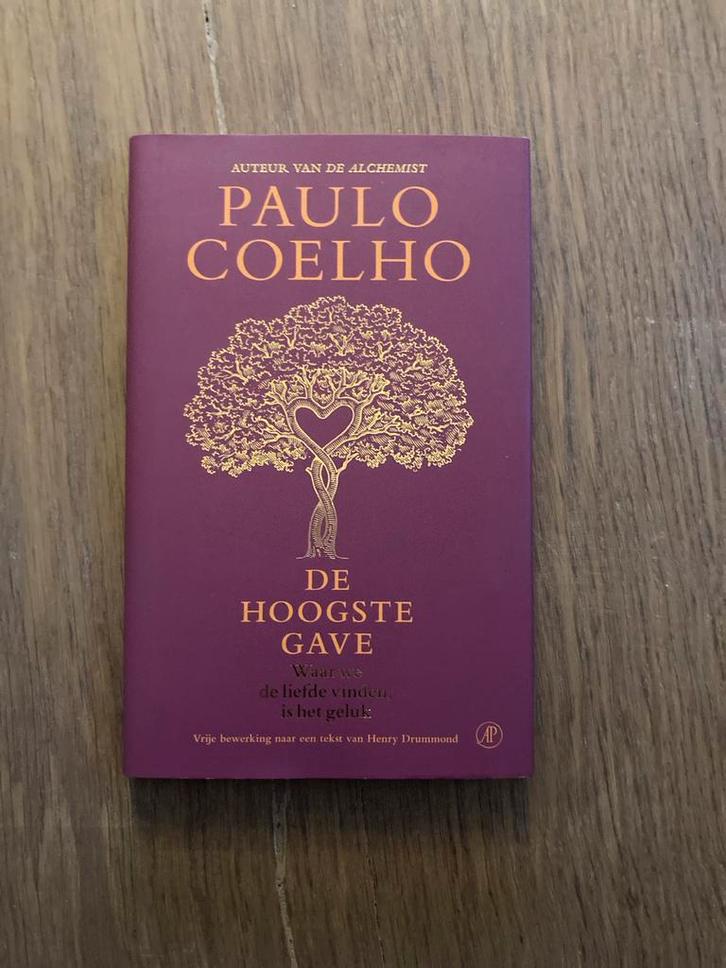 AUTEUR VAN DE ALCHEMIST
PAULO
COELHO
DE
HOOGSTE
GAVE
Waar we
de liefde vinden,
is het geluk
Vrije bewerking naar een tekst van Henry Drummond
AP